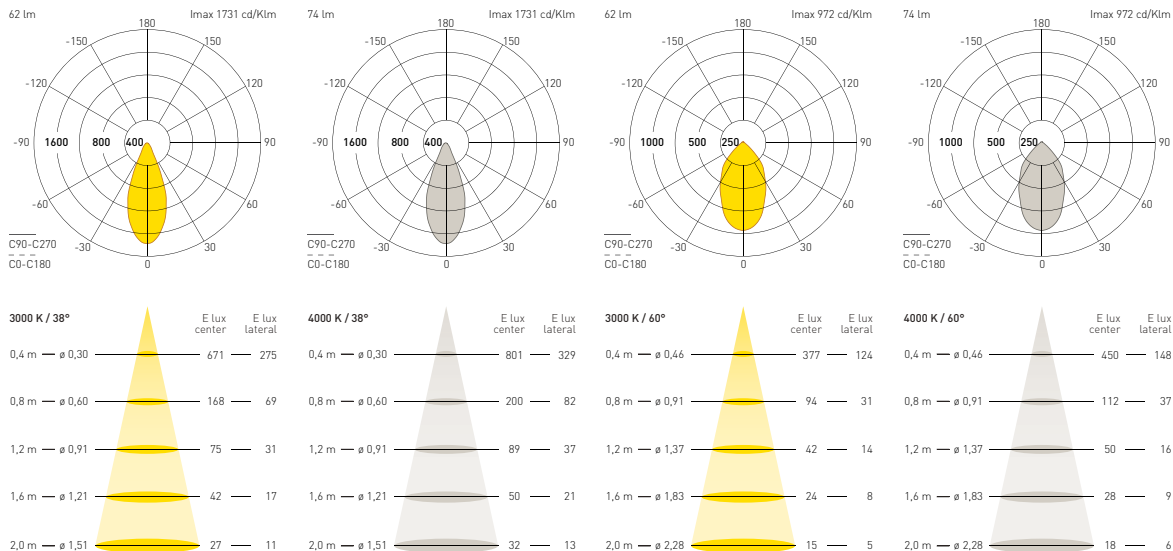 62 lm
Imax 1731 cd/Klm
180
-150
150
-120
120
-90
1600
800
400
90
-60
60
-30
30
0
C90-C270
C0-C180
74 lm
Imax 1731 cd/Klm
180
-150
150
-120
120
-90
1600
800
400
90
-60
60
-30
30
0
C90-C270
C0-C180
62 lm
Imax 972 cd/Klm
180
-150
150
-120
120
-90
1000
500
250
90
-60
60
-30
30
0
C90-C270
C0-C180
74 lm
Imax 972 cd/Klm
180
-150
150
-120
120
-90
1000
500
250
90
-60
60
-30
30
0
C90-C270
C0-C180
3000 K / 38°
E lux center
E lux lateral
0,4 m — ø 0,30 671 — 275
0,8 m — ø 0,60 168 — 69
1,2 m — ø 0,91 75 — 31
1,6 m — ø 1,21 42 — 17
2,0 m — ø 1,51 27 — 11
4000 K / 38°
E lux center
E lux lateral
0,4 m — ø 0,30 801 — 329
0,8 m — ø 0,60 200 — 82
1,2 m — ø 0,91 89 — 37
1,6 m — ø 1,21 50 — 21
2,0 m — ø 1,51 32 — 13
3000 K / 60°
E lux center
E lux lateral
0,4 m — ø 0,46 377 — 124
0,8 m — ø 0,91 94 — 31
1,2 m — ø 1,37 42 — 14
1,6 m — ø 1,83 24 — 8
2,0 m — ø 2,28 15 — 5
4000 K / 60°
E lux center
E lux lateral
0,4 m — ø 0,46 450 — 148
0,8 m — ø 0,91 112 — 37
1,2 m — ø 1,37 50 — 16
1,6 m — ø 1,83 28 — 9
2,0 m — ø 2,28 18 — 6